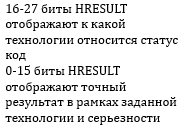 16-27 биты HRESULT
отображают к какой
технологии относится статус
код
0-15 биты HRESULT
отображают точный
результат в рамках заданной
технологии и серьезности